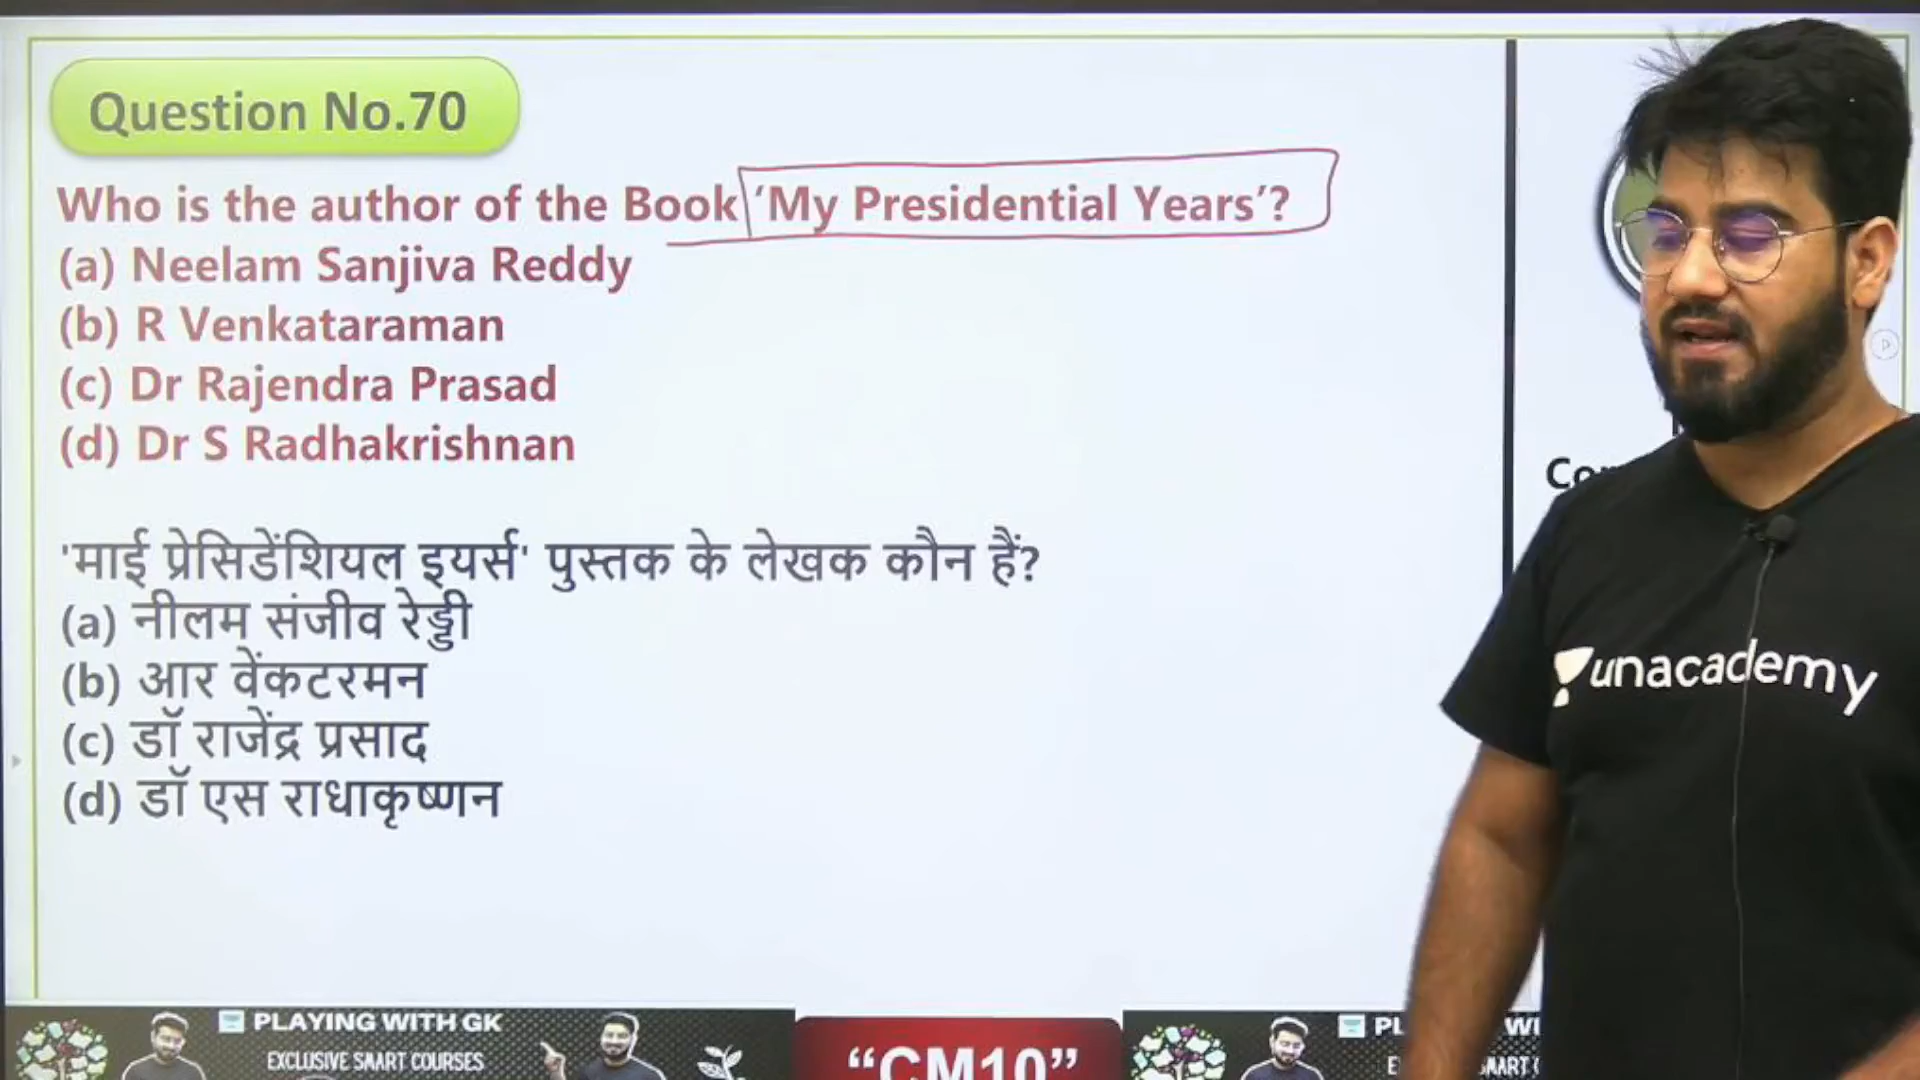 Question No.70
Who is the author of the Book 'My Presidential Years'?
(a) Neelam Sanjiva Reddy
(b) R Venkataraman
(c) Dr Rajendra Prasad
(d) Dr S Radhakrishnan
'माई प्रेसिडेंशियल इयर्स' पुस्तक के लेखक कौन हैं?
(a) नीलम संजीव रेड्डी
(b) आर वेंकटरमन
(c) डॉ राजेंद्र प्रसाद
(d) डॉ एस राधाकृष्णन
unacademy
PLAYING WITH GK
EXCLUSIVE SMART COURSES
"CM10"